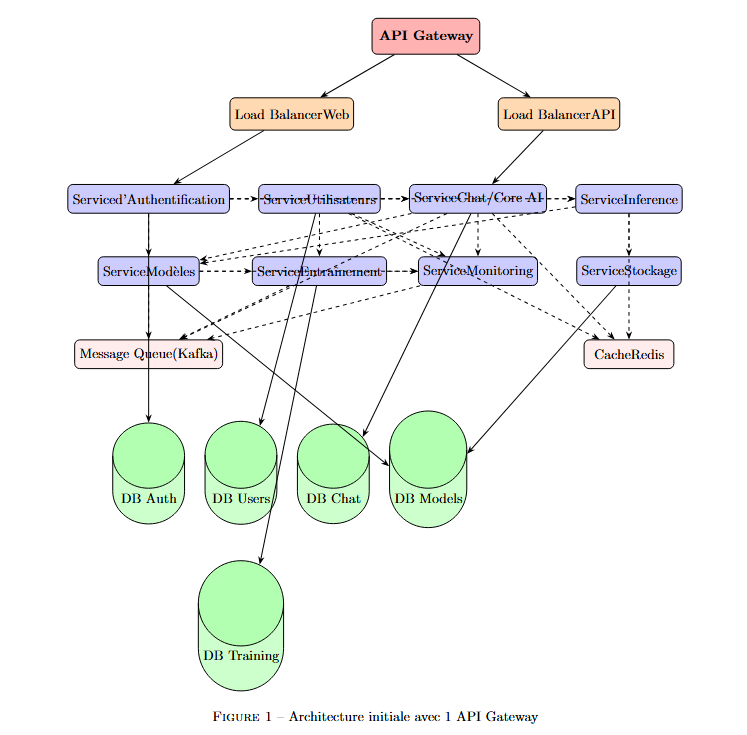 API Gateway
Load BalancerWeb
Load BalancerAPI
Serviced'Authentification
ServiceUtilisateurs
ServiceChat/Core AI
ServiceInference
ServiceModèles
ServiceEntraînement
ServiceMonitoring
ServiceStockage
Message Queue(Kafka)
CacheRedis
DB Auth
DB Users
DB Chat
DB Models
DB Training
FIGURE 1 – Architecture initiale avec 1 API Gateway